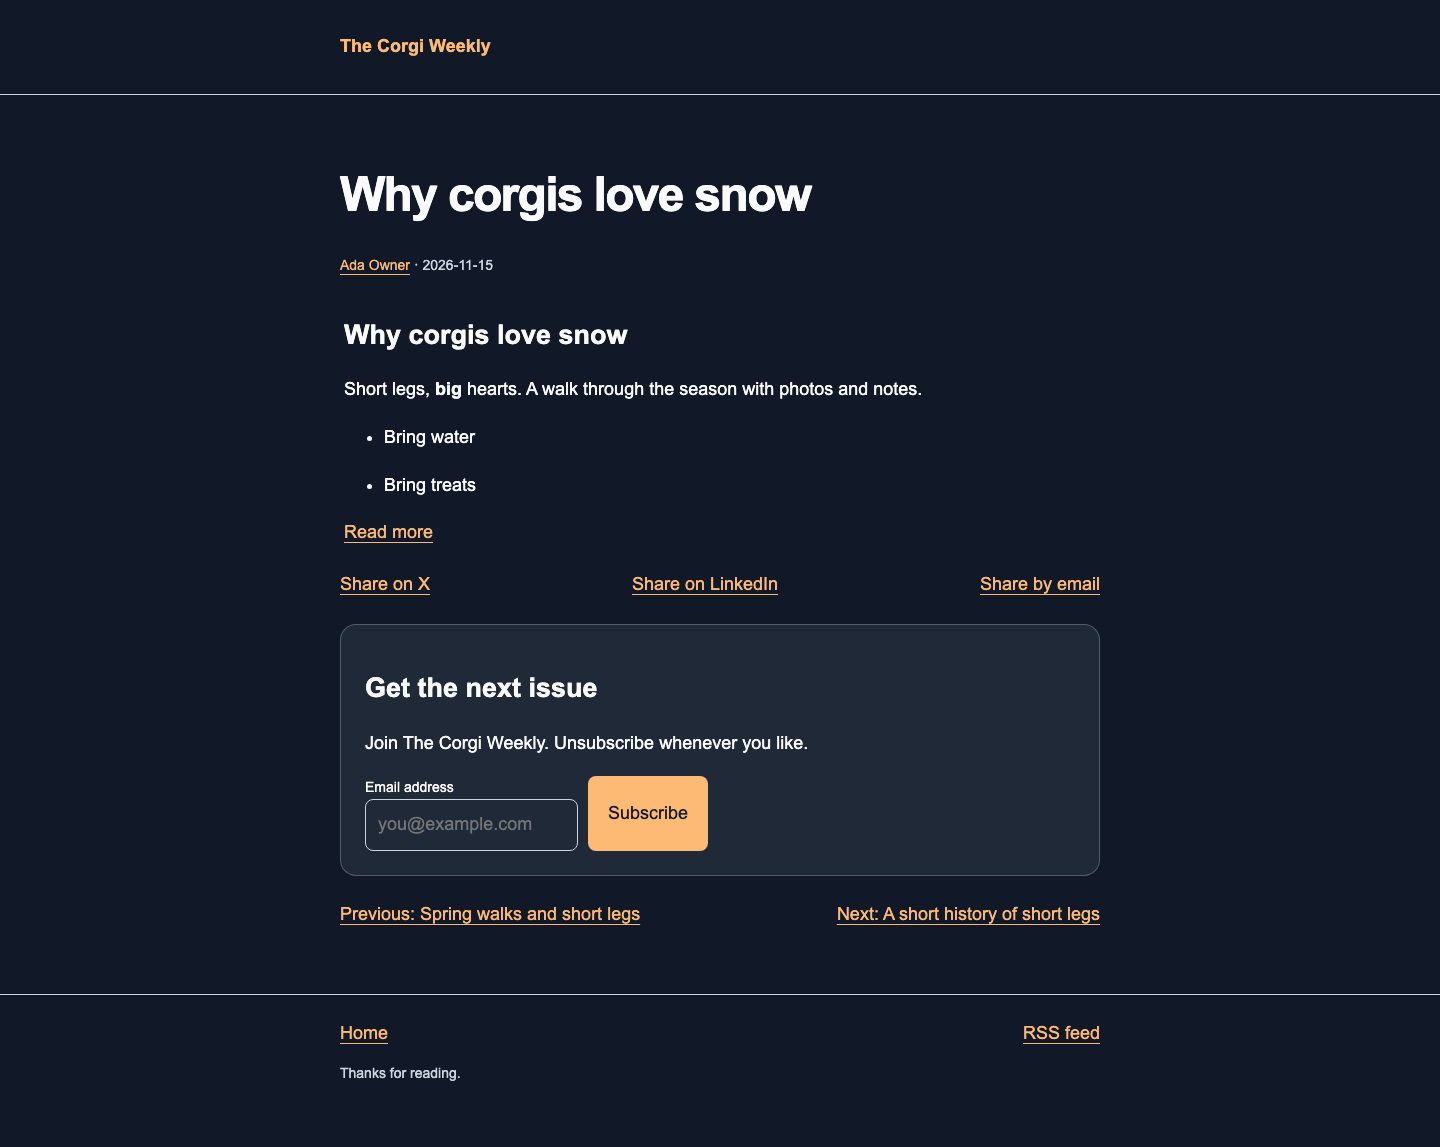 The Corgi Weekly
Why corgis love snow
Ada Owner · 2026-11-15
Why corgis love snow
Short legs, big hearts. A walk through the season with photos and notes.
• Bring water
• Bring treats
Read more
Share on X Share on LinkedIn Share by email
Get the next issue
Join The Corgi Weekly. Unsubscribe whenever you like.
Email address
you@example.com Subscribe
Previous: Spring walks and short legs Next: A short history of short legs
Home RSS feed
Thanks for reading.